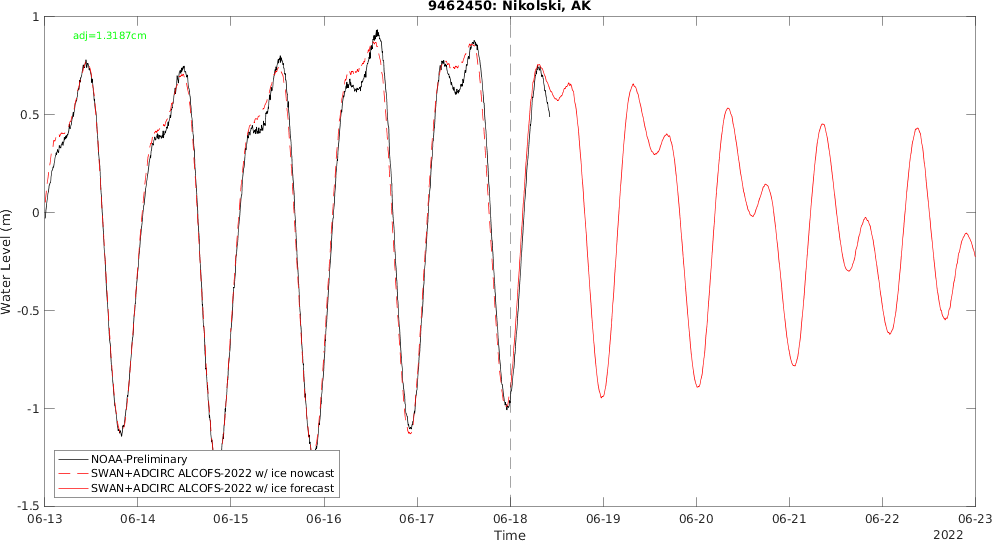 9462450: Nikolski, AK
adj=1.3187cm
1
0.5
0
-0.5
-1
-1.5
Water Level (m)
NOAA-Preliminary
SWAN+ADCIRC ALCOFS-2022 w/ ice nowcast
SWAN+ADCIRC ALCOFS-2022 w/ ice forecast
06-13 06-14 06-15 06-16 06-17 06-18 06-19 06-20 06-21 06-22 06-23
Time
2022